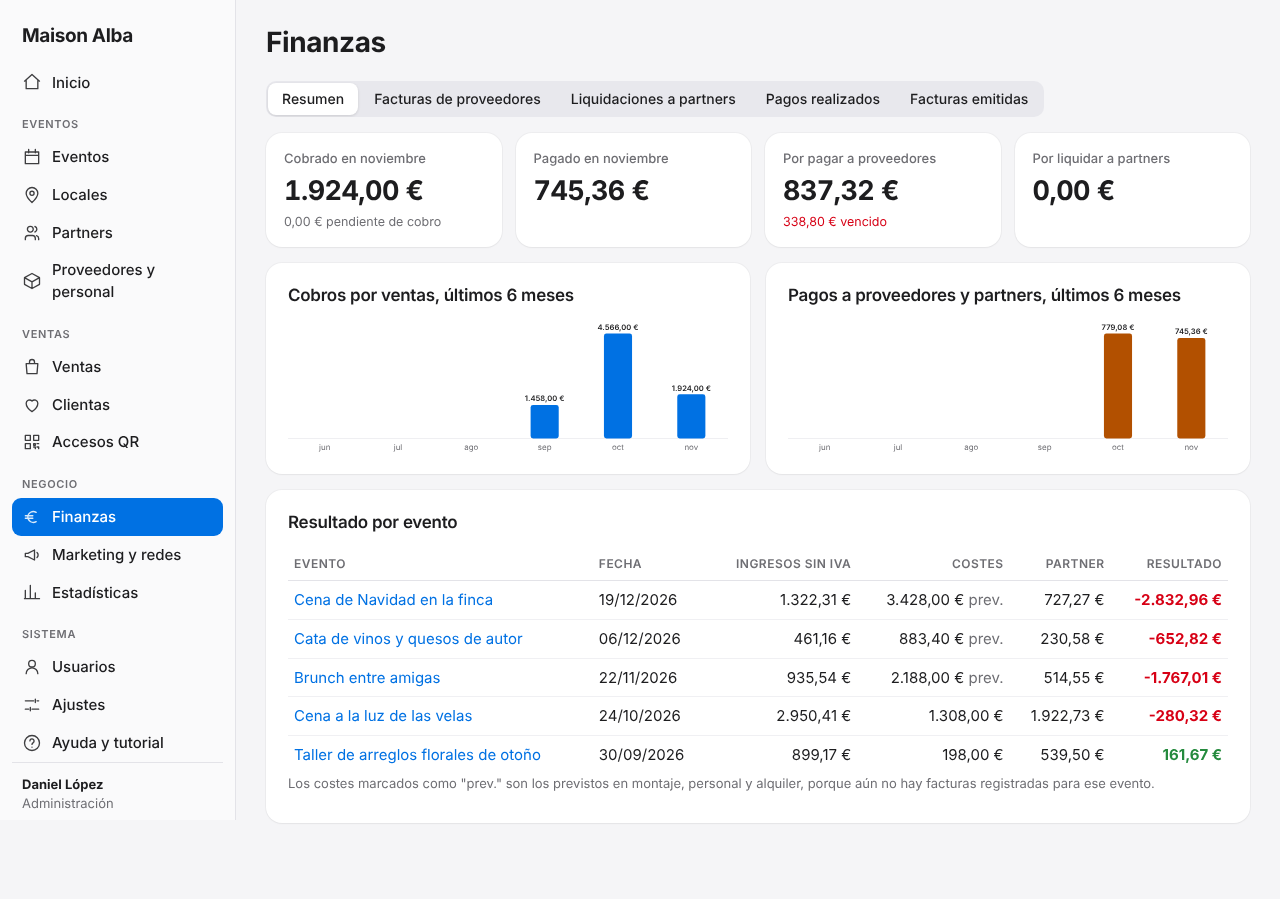 Maison Alba
Inicio
EVENTOS
Eventos
Locales
Partners
Proveedores y
personal
VENTAS
Ventas
Clientas
Accesos QR
NEGOCIO
Finanzas
Marketing y redes
Estadísticas
SISTEMA
Usuarios
Ajustes
Ayuda y tutorial
Daniel López
Administración
Finanzas
Resumen Facturas de proveedores Liquidaciones a partners Pagos realizados Facturas emitidas
Cobrado en noviembre
1.924,00 €
0,00 € pendiente de cobro
Pagado en noviembre
745,36 €
Por pagar a proveedores
837,32 €
338,80 € vencido
Por liquidar a partners
0,00 €
Cobros por ventas, últimos 6 meses
4.566,00 €
1.924,00 €
1.458,00 €
jun jul ago sep oct nov
Pagos a proveedores y partners, últimos 6 meses
779,08 €
745,36 €
jun jul ago sep oct nov
Resultado por evento
EVENTO FECHA INGRESOS SIN IVA COSTES PARTNER RESULTADO
Cena de Navidad en la finca 19/12/2026 1.322,31 € 3.428,00 € prev. 727,27 € -2.832,96 €
Cata de vinos y quesos de autor 06/12/2026 461,16 € 883,40 € prev. 230,58 € -652,82 €
Brunch entre amigas 22/11/2026 935,54 € 2.188,00 € prev. 514,55 € -1.767,01 €
Cena a la luz de las velas 24/10/2026 2.950,41 € 1.308,00 € 1.922,73 € -280,32 €
Taller de arreglos florales de otoño 30/09/2026 899,17 € 198,00 € 539,50 € 161,67 €
Los costes marcados como "prev." son los previstos en montaje, personal y alquiler, porque aún no hay facturas registradas para ese evento.